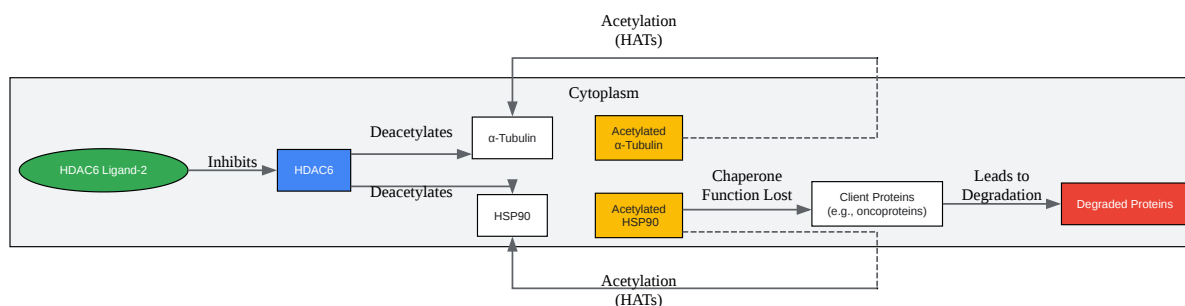 Acetylation
(HATs)
Cytoplasm
Deacetylates
α-Tubulin
Acetylated
α-Tubulin
HDAC6 Ligand-2
Inhibits
HDAC6
Deacetylates
HSP90
Acetylated
HSP90
Chaperone
Function Lost
Client Proteins
(e.g., oncoproteins)
Leads to
Degradation
Degraded Proteins
Acetylation
(HATs)